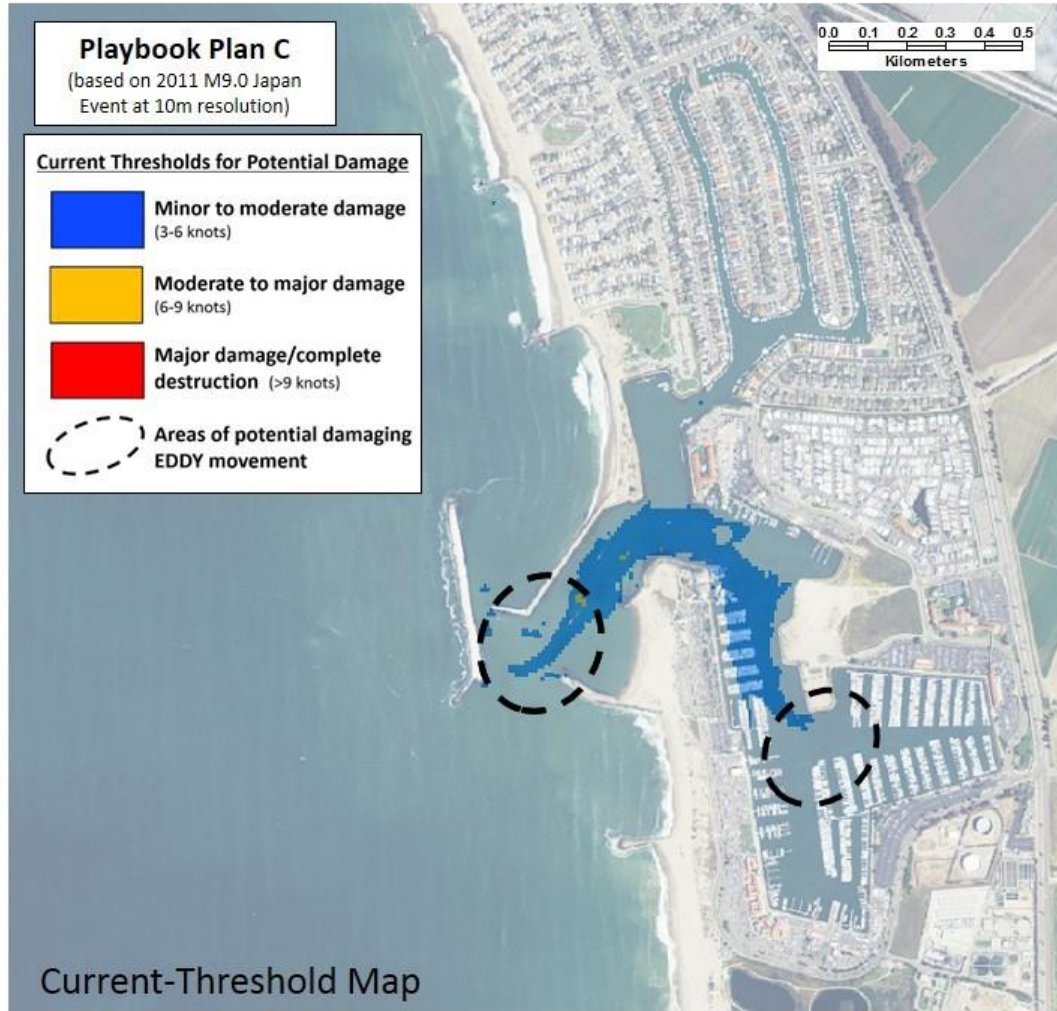 Playbook Plan C
(based on 2011 M9.0 Japan
Event at 10m resolution)
0.0 0.1 0.2 0.3 0.4 0.5
Kilometers
Current Thresholds for Potential Damage
Minor to moderate damage
(3-6 knots)
Moderate to major damage
(6-9 knots)
Major damage/complete
destruction (>9 knots)
Areas of potential damaging
EDDY movement
Current-Threshold Map